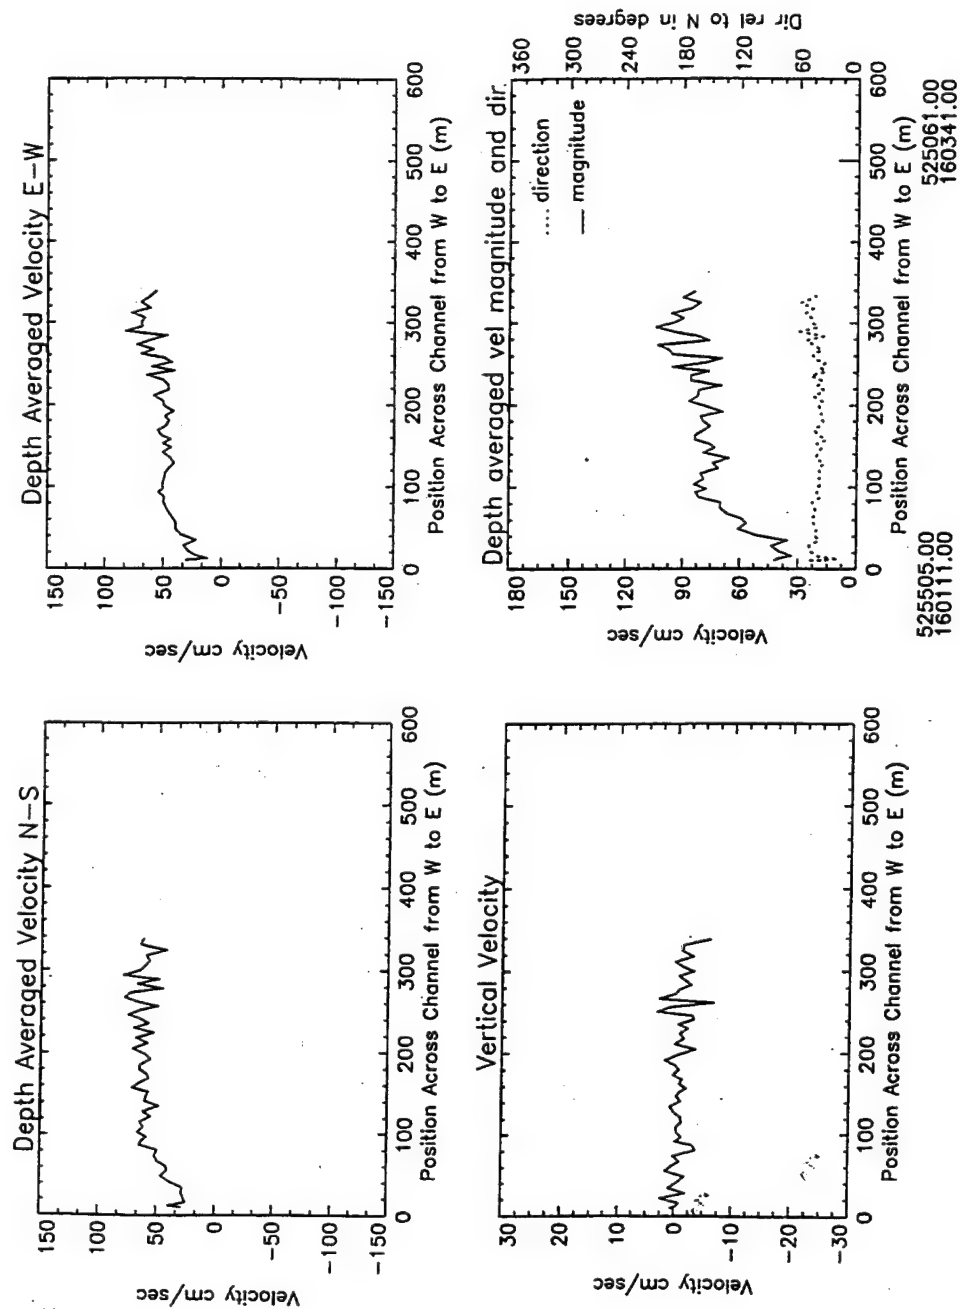 Depth Averaged Velocity N-S
150
100
50
0
-50
-100
-150
Velocity cm/sec
0 100 200 300 400 500 600
Position Across Channel from W to E (m)
Depth Averaged Velocity E-W
150
100
50
0
-50
-100
-150
Velocity cm/sec
0 100 200 300 400 500 600
Position Across Channel from W to E (m)
Vertical Velocity
30
20
10
0
-10
-20
-30
Velocity cm/sec
0 100 200 300 400 500 600
Position Across Channel from W to E (m)
Depth averaged vel magnitude and dir.
180
150
120
90
60
30
0
Velocity cm/sec
direction
magnitude
360
300
240
180
120
60
0
Dir rel to N in degrees
0 100 200 300 400 500 600
Position Across Channel from W to E (m)
525505.00
160111.00
525061.00
160341.00